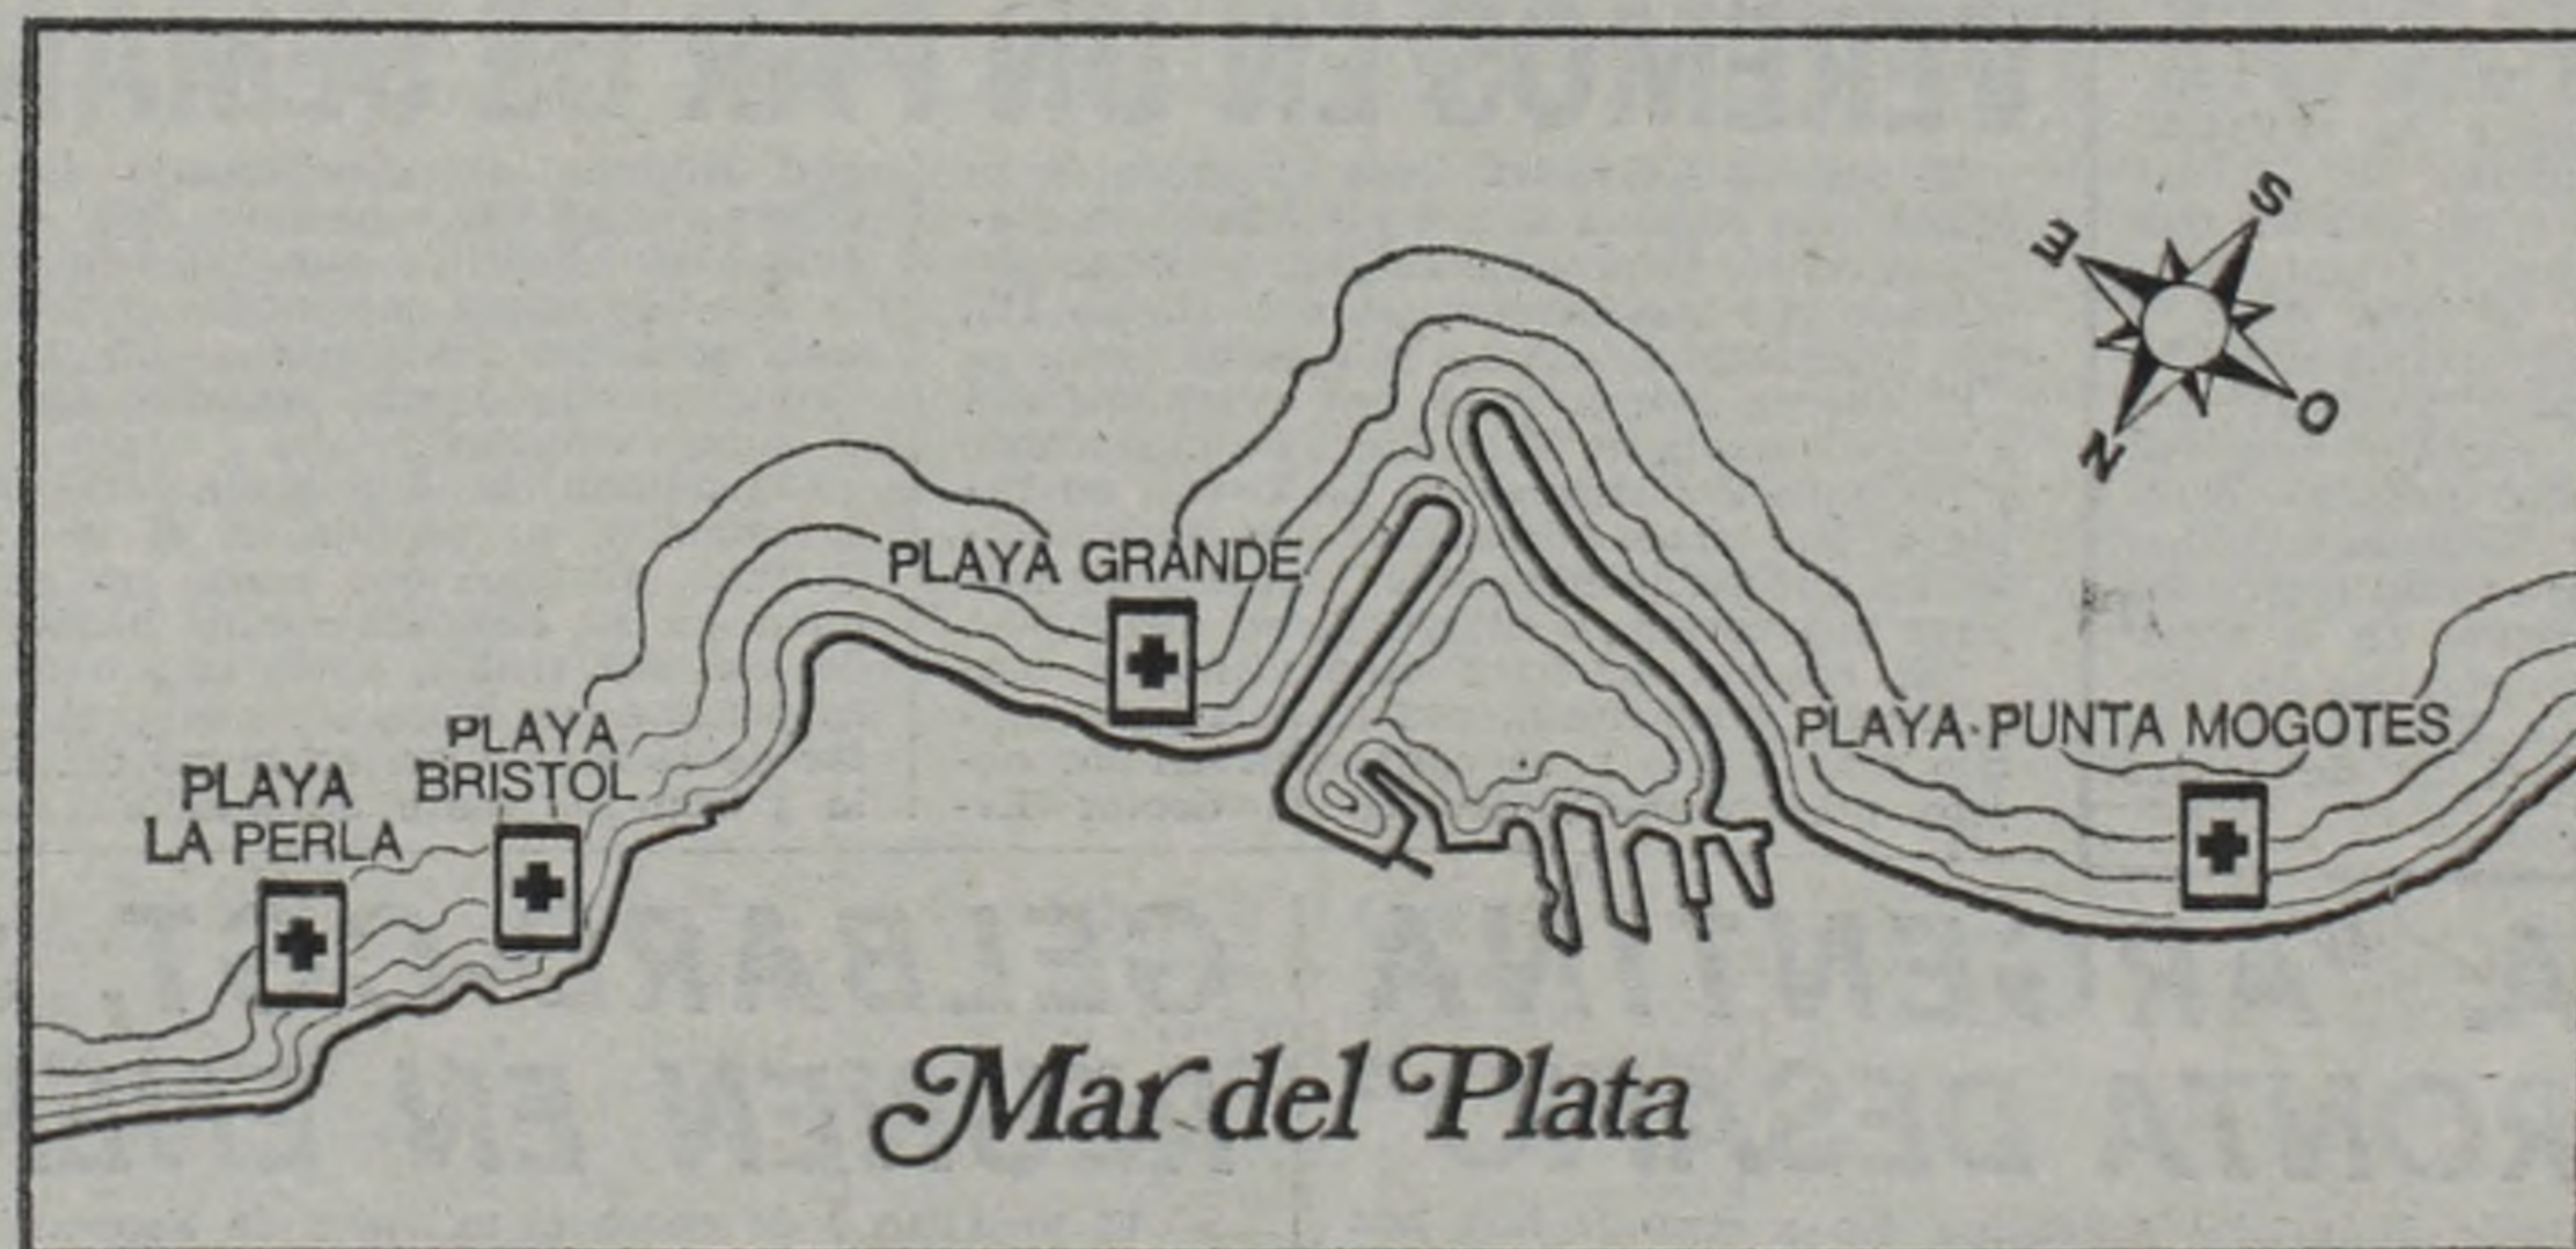 S
E
O
N
PLAYA GRANDE
PLAYA PUNTA MOGOTES
PLAYA
BRISTOL
PLAYA
LA PERLA
Mar del Plata